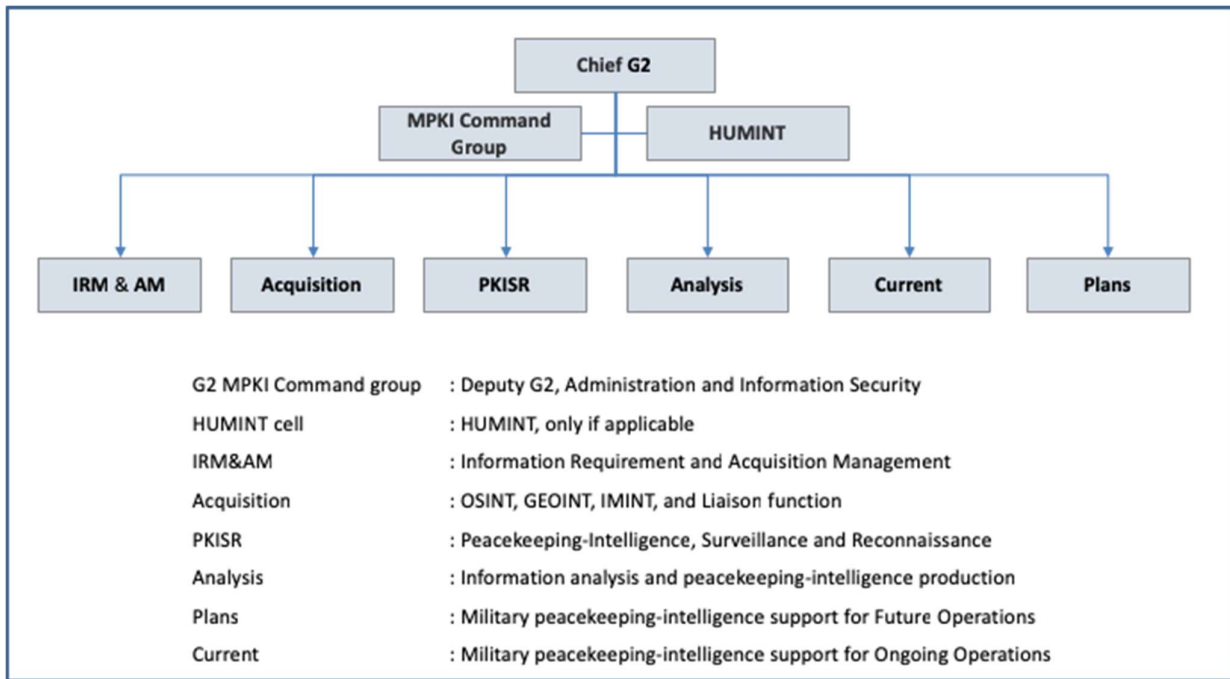 Chief G2
MPKI Command
Group
HUMINT
IRM & AM
Acquisition
PKISR
Analysis
Current
Plans
G2 MPKI Command group : Deputy G2, Administration and Information Security
HUMINT cell : HUMINT, only if applicable
IRM&AM : Information Requirement and Acquisition Management
Acquisition : OSINT, GEOINT, IMINT, and Liaison function
PKISR : Peacekeeping-Intelligence, Surveillance and Reconnaissance
Analysis : Information analysis and peacekeeping-intelligence production
Plans : Military peacekeeping-intelligence support for Future Operations
Current : Military peacekeeping-intelligence support for Ongoing Operations